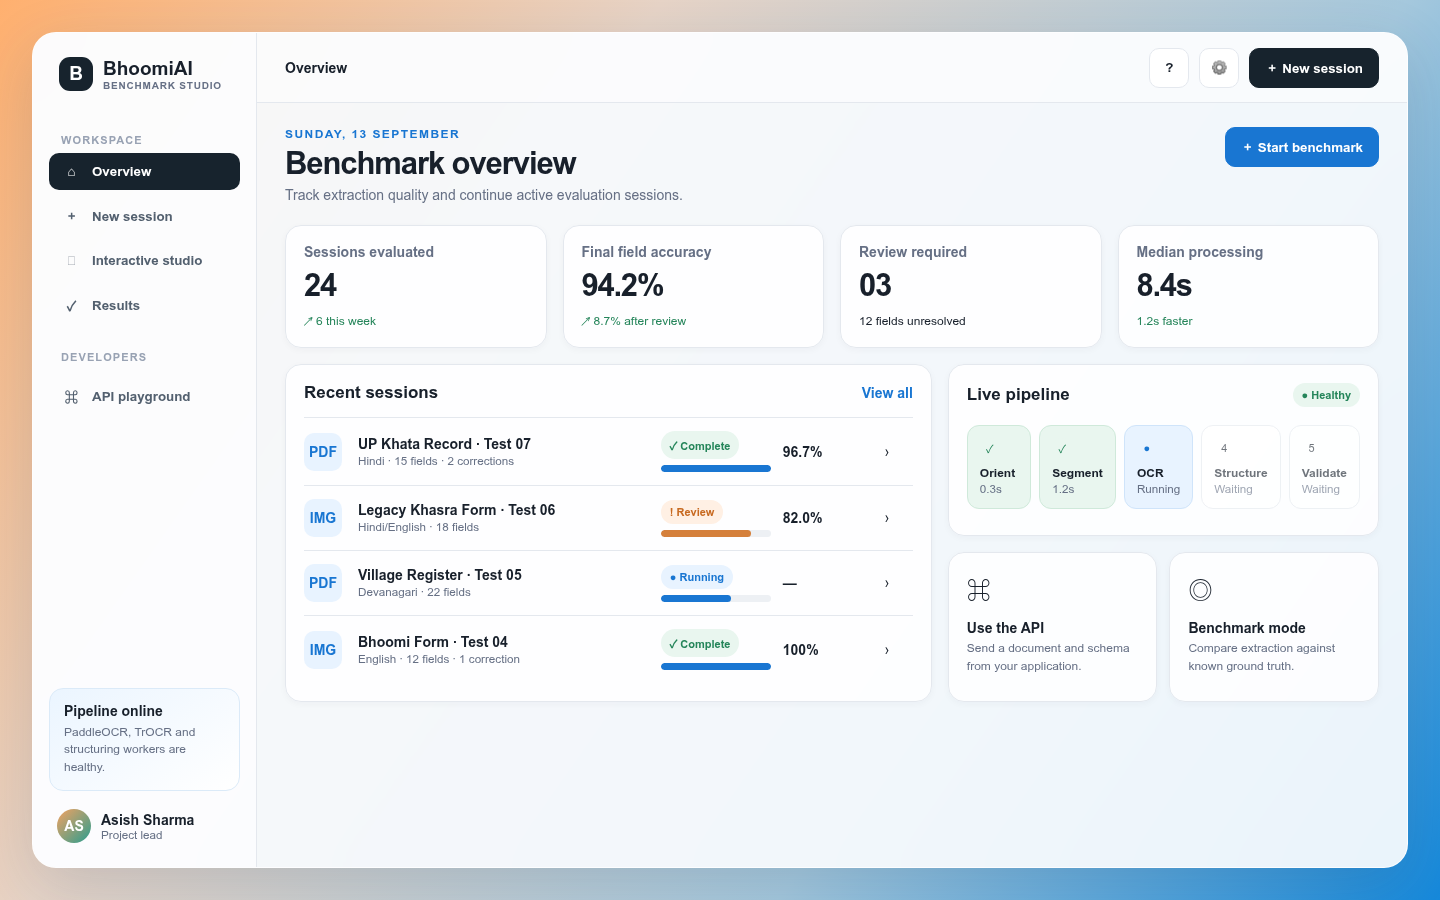 B BhoomiAI
BENCHMARK STUDIO
WORKSPACE
⌂ Overview
+ New session
Interactive studio
✓ Results
DEVELOPERS
⌘ API playground
Pipeline online
PaddleOCR, TrOCR and
structuring workers are
healthy.
AS Asish Sharma
Project lead
Overview
?
+ New session
SUNDAY, 13 SEPTEMBER
Benchmark overview
Track extraction quality and continue active evaluation sessions.
+ Start benchmark
Sessions evaluated
24
↗ 6 this week
Final field accuracy
94.2%
↗ 8.7% after review
Review required
03
12 fields unresolved
Median processing
8.4s
1.2s faster
Recent sessions
View all
PDF UP Khata Record · Test 07
Hindi · 15 fields · 2 corrections
✓ Complete
96.7% ›
IMG Legacy Khasra Form · Test 06
Hindi/English · 18 fields
! Review
82.0% ›
PDF Village Register · Test 05
Devanagari · 22 fields
● Running
— ›
IMG Bhoomi Form · Test 04
English · 12 fields · 1 correction
✓ Complete
100% ›
Live pipeline
● Healthy
✓
Orient
0.3s
✓
Segment
1.2s
●
OCR
Running
4
Structure
Waiting
5
Validate
Waiting
⌘
Use the API
Send a document and schema
from your application.
◎
Benchmark mode
Compare extraction against
known ground truth.